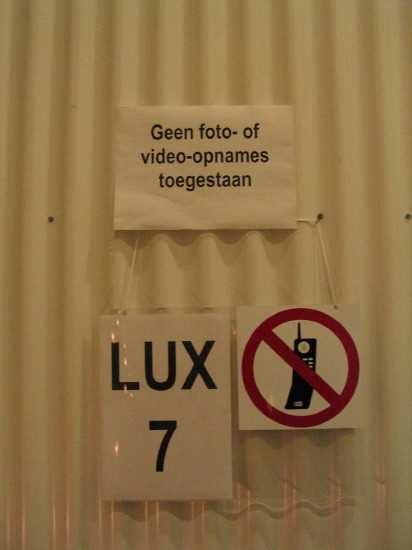 Geen foto- of
video-opnames
toegestaan
LUX
7